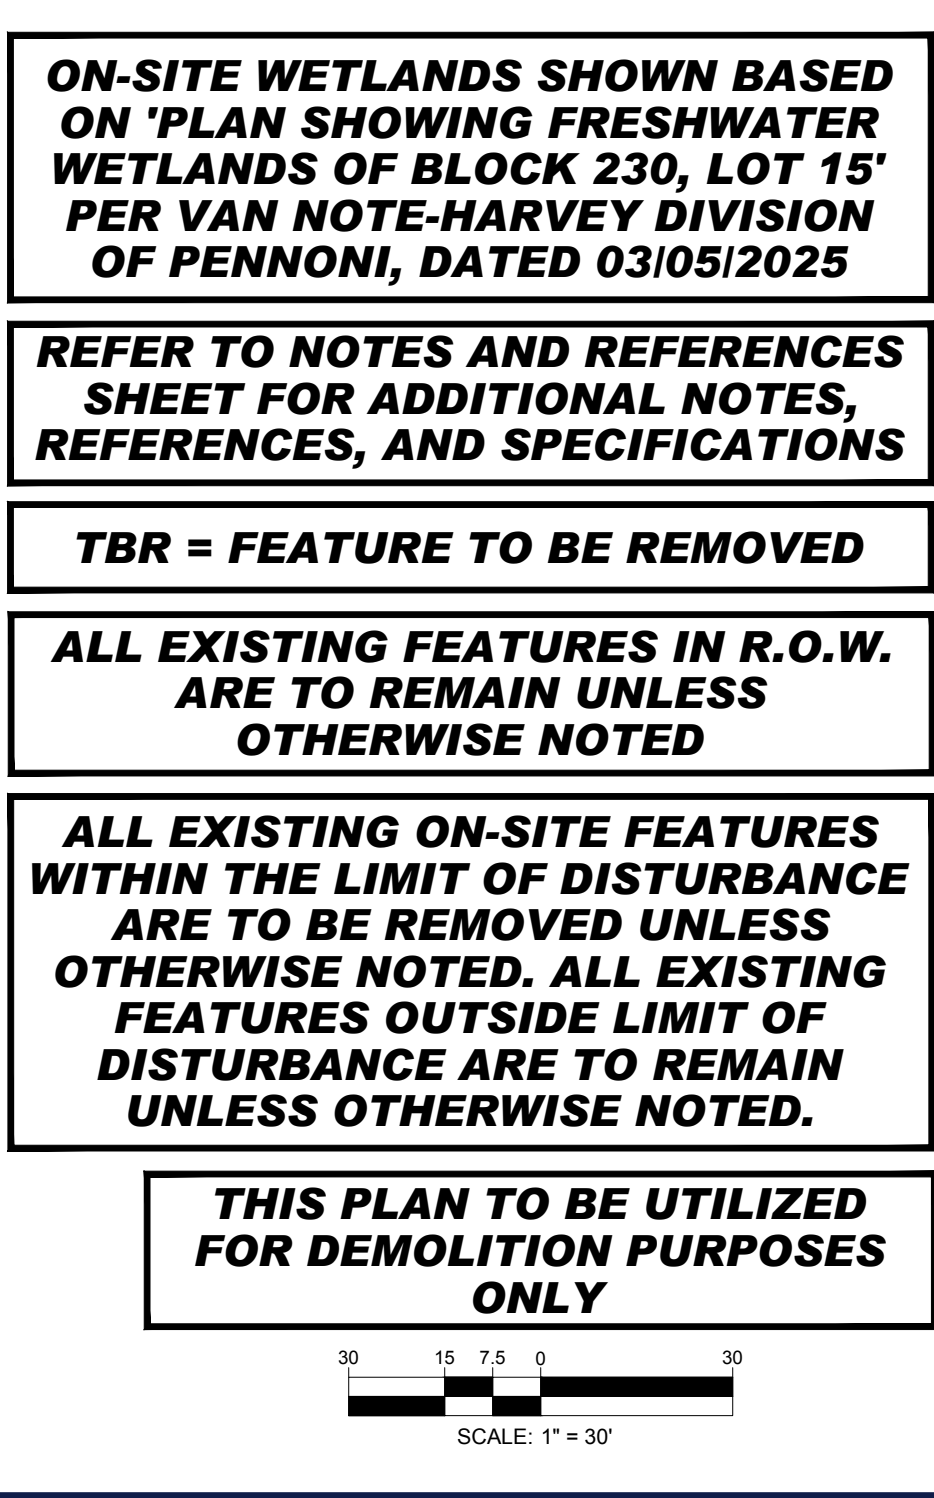 ON-SITE WETLANDS SHOWN BASED
ON 'PLAN SHOWING FRESHWATER
WETLANDS OF BLOCK 230, LOT 15'
PER VAN NOTE-HARVEY DIVISION
OF PENNONI, DATED 03/05/2025
REFER TO NOTES AND REFERENCES
SHEET FOR ADDITIONAL NOTES,
REFERENCES, AND SPECIFICATIONS
TBR = FEATURE TO BE REMOVED
ALL EXISTING FEATURES IN R.O.W.
ARE TO REMAIN UNLESS
OTHERWISE NOTED
ALL EXISTING ON-SITE FEATURES
WITHIN THE LIMIT OF DISTURBANCE
ARE TO BE REMOVED UNLESS
OTHERWISE NOTED. ALL EXISTING
FEATURES OUTSIDE LIMIT OF
DISTURBANCE ARE TO REMAIN
UNLESS OTHERWISE NOTED.
THIS PLAN TO BE UTILIZED
FOR DEMOLITION PURPOSES
ONLY
30 15 7.5 0 30
SCALE: 1" = 30'